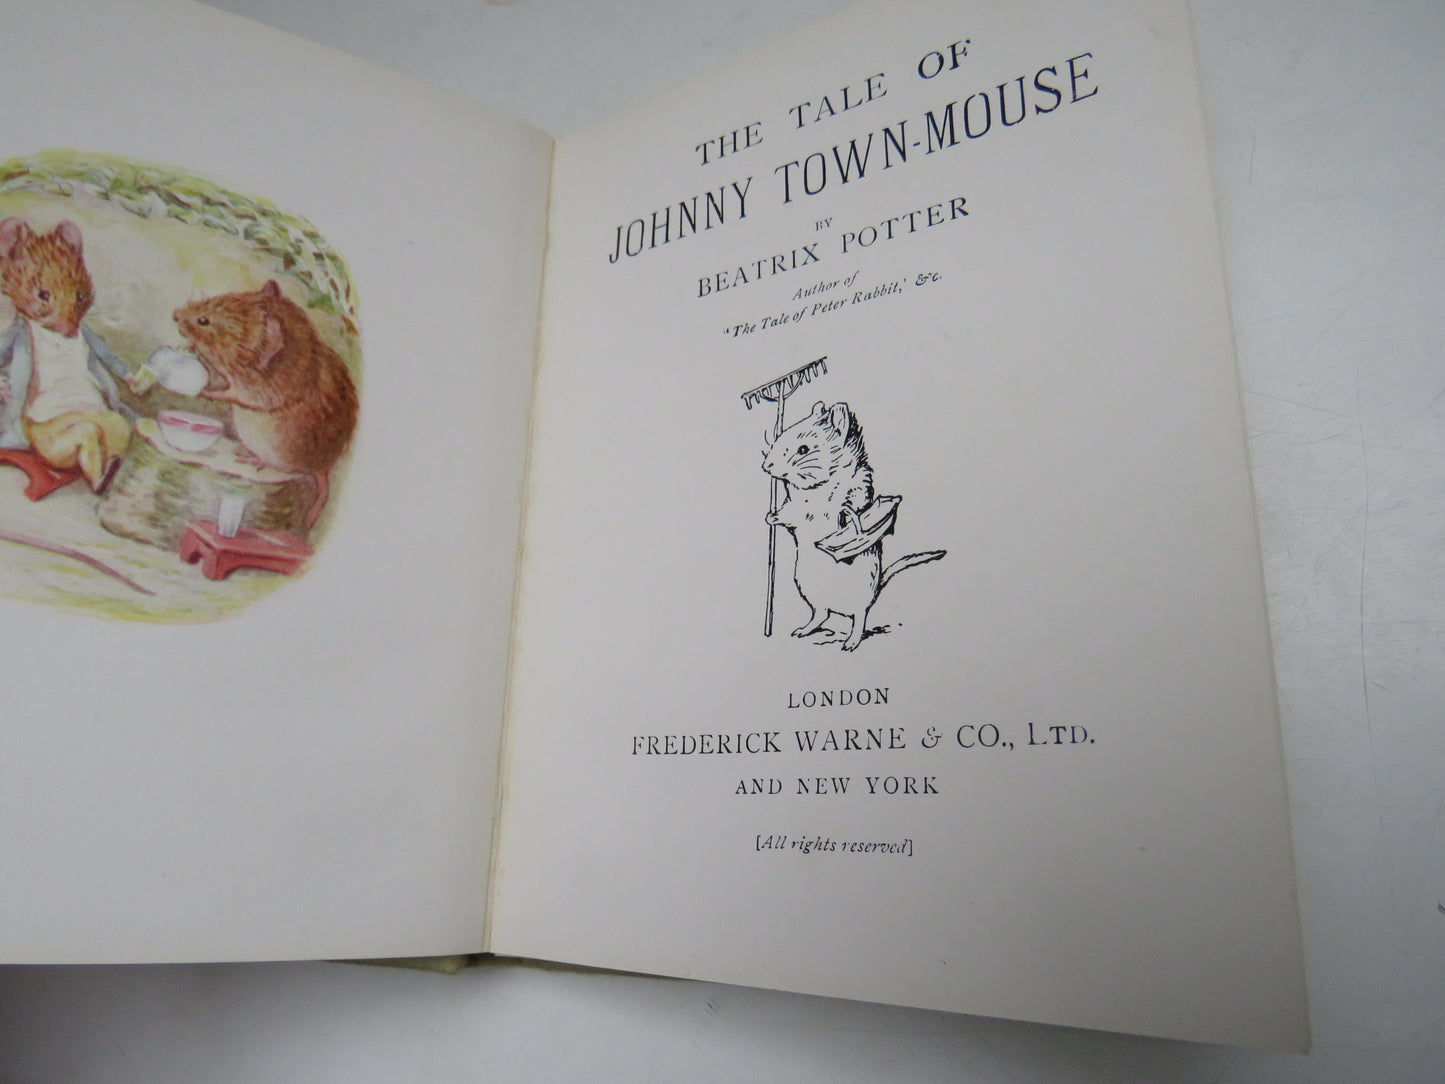 THE TALE OF
JOHNNY TOWN-MOUSE
BY
BEATRIX POTTER
Author of
'The Tale of Peter Rabbit,' &c.
LONDON
FREDERICK WARNE & CO., LTD.
AND NEW YORK
[All rights reserved]